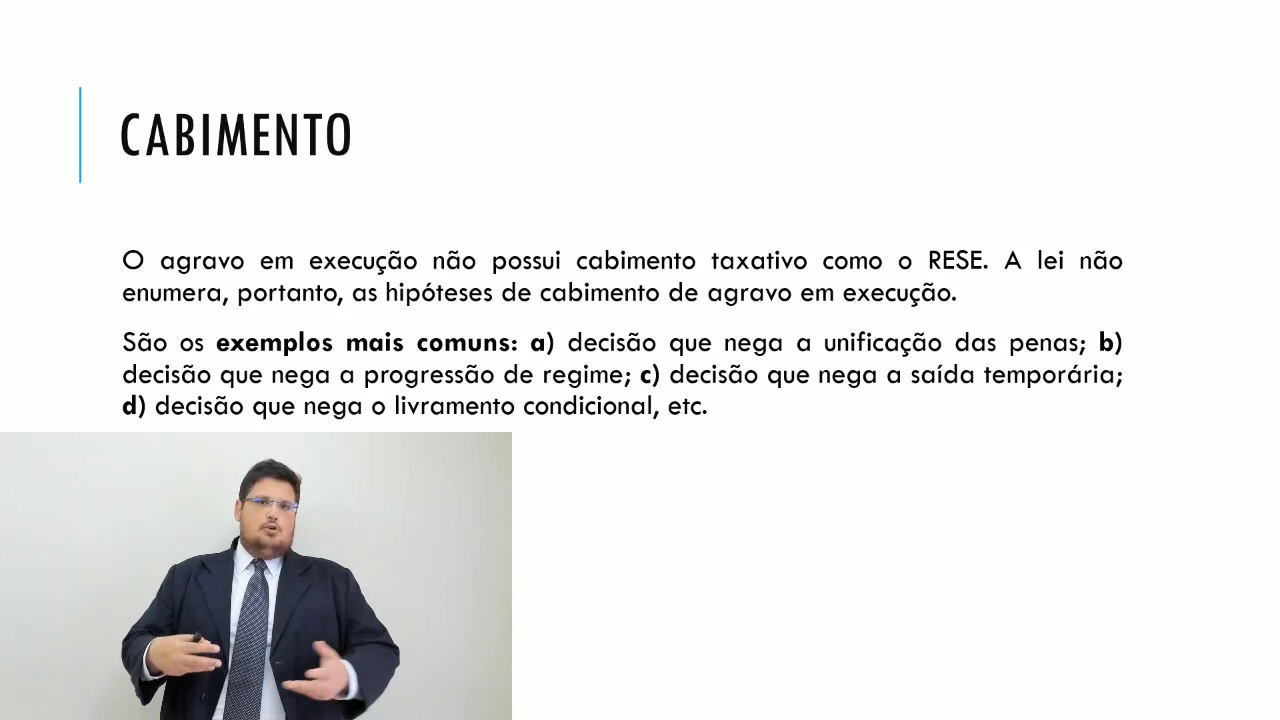 CABIMENTO
O agravo em execução não possui cabimento taxativo como o RESE. A lei não
enumera, portanto, as hipóteses de cabimento de agravo em execução.
São os exemplos mais comuns: a) decisão que nega a unificação das penas; b)
decisão que nega a progressão de regime; c) decisão que nega a saída temporária;
d) decisão que nega o livramento condicional, etc.